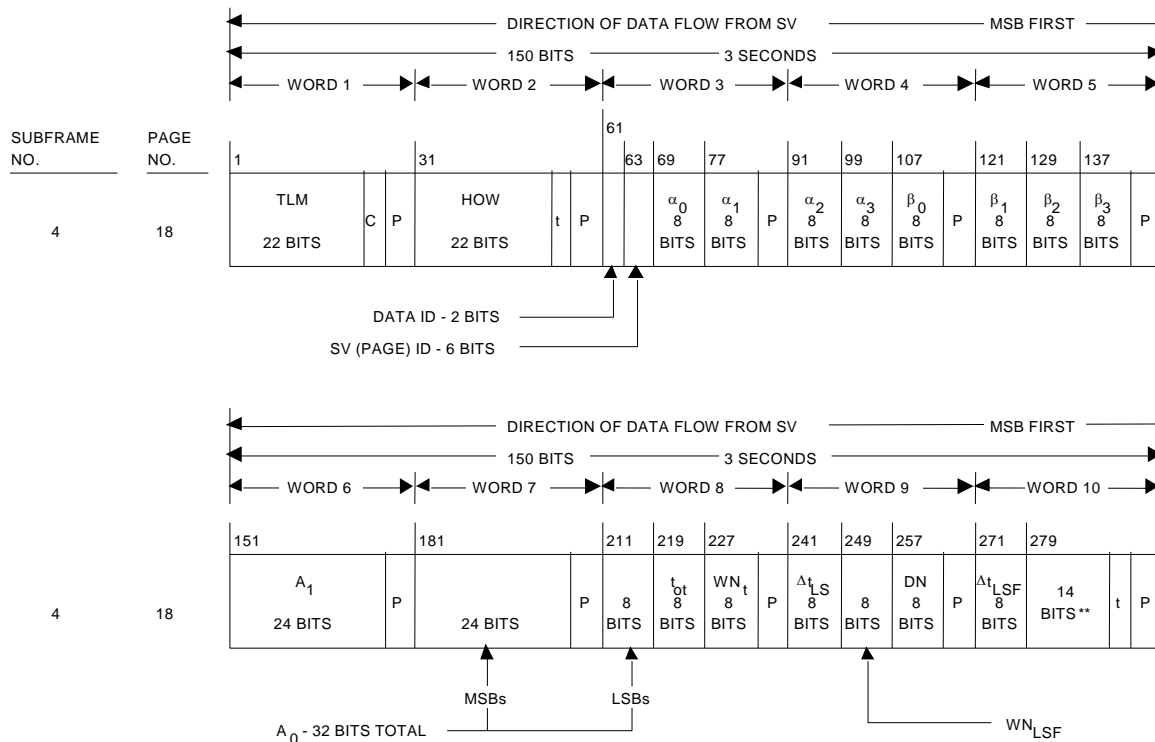 DIRECTION OF DATA FLOW FROM SV MSB FIRST
150 BITS 3 SECONDS
WORD 1 WORD 2 WORD 3 WORD 4 WORD 5
SUBFRAME NO. PAGE NO.
1 31 61 63 69 77 91 99 107 121 129 137
4 18
TLM 22 BITS C P
HOW 22 BITS t P
α0 8 BITS α1 8 BITS P
α2 8 BITS α3 8 BITS β0 8 BITS P
β1 8 BITS β2 8 BITS β3 8 BITS P
DATA ID - 2 BITS
SV (PAGE) ID - 6 BITS
DIRECTION OF DATA FLOW FROM SV MSB FIRST
150 BITS 3 SECONDS
WORD 6 WORD 7 WORD 8 WORD 9 WORD 10
151 181 211 219 227 241 249 257 271 279
4 18
A1 24 BITS P
24 BITS P
8 BITS tot 8 BITS WNt 8 BITS P
ΔtLS 8 BITS 8 BITS DN 8 BITS P
ΔtLSF 8 BITS 14 BITS** t P
MSBs LSBs
A0 - 32 BITS TOTAL
WNLSF